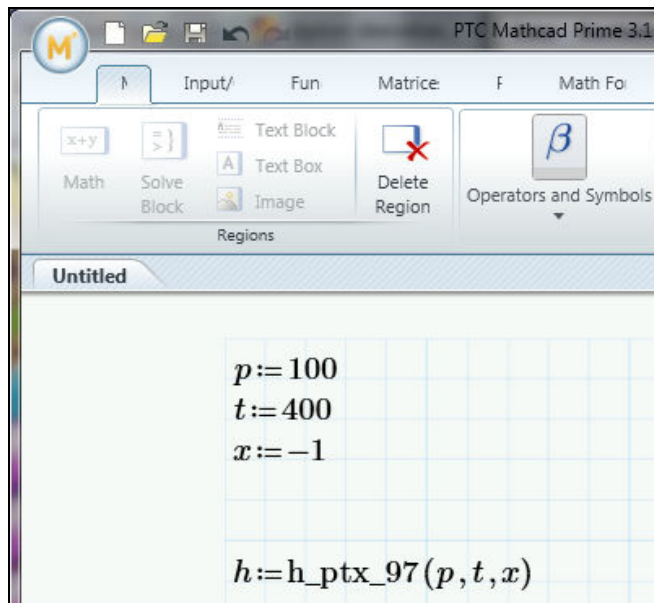 PTC Mathcad Prime 3.1
M Input/ Fun Matrice: F Math Fo
x+y Math
Solve Block
Text Block
A Text Box
Image
Delete Region
β Operators and Symbols
Regions
Untitled
p:=100
t:=400
x:=−1
h:=h_ptx_97(p,t,x)